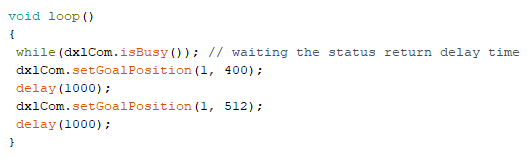 void loop()
{
while(dxlCom.isBusy()); // waiting the status return delay time
dxlCom.setGoalPosition(1, 400);
delay(1000);
dxlCom.setGoalPosition(1, 512);
delay(1000);
}